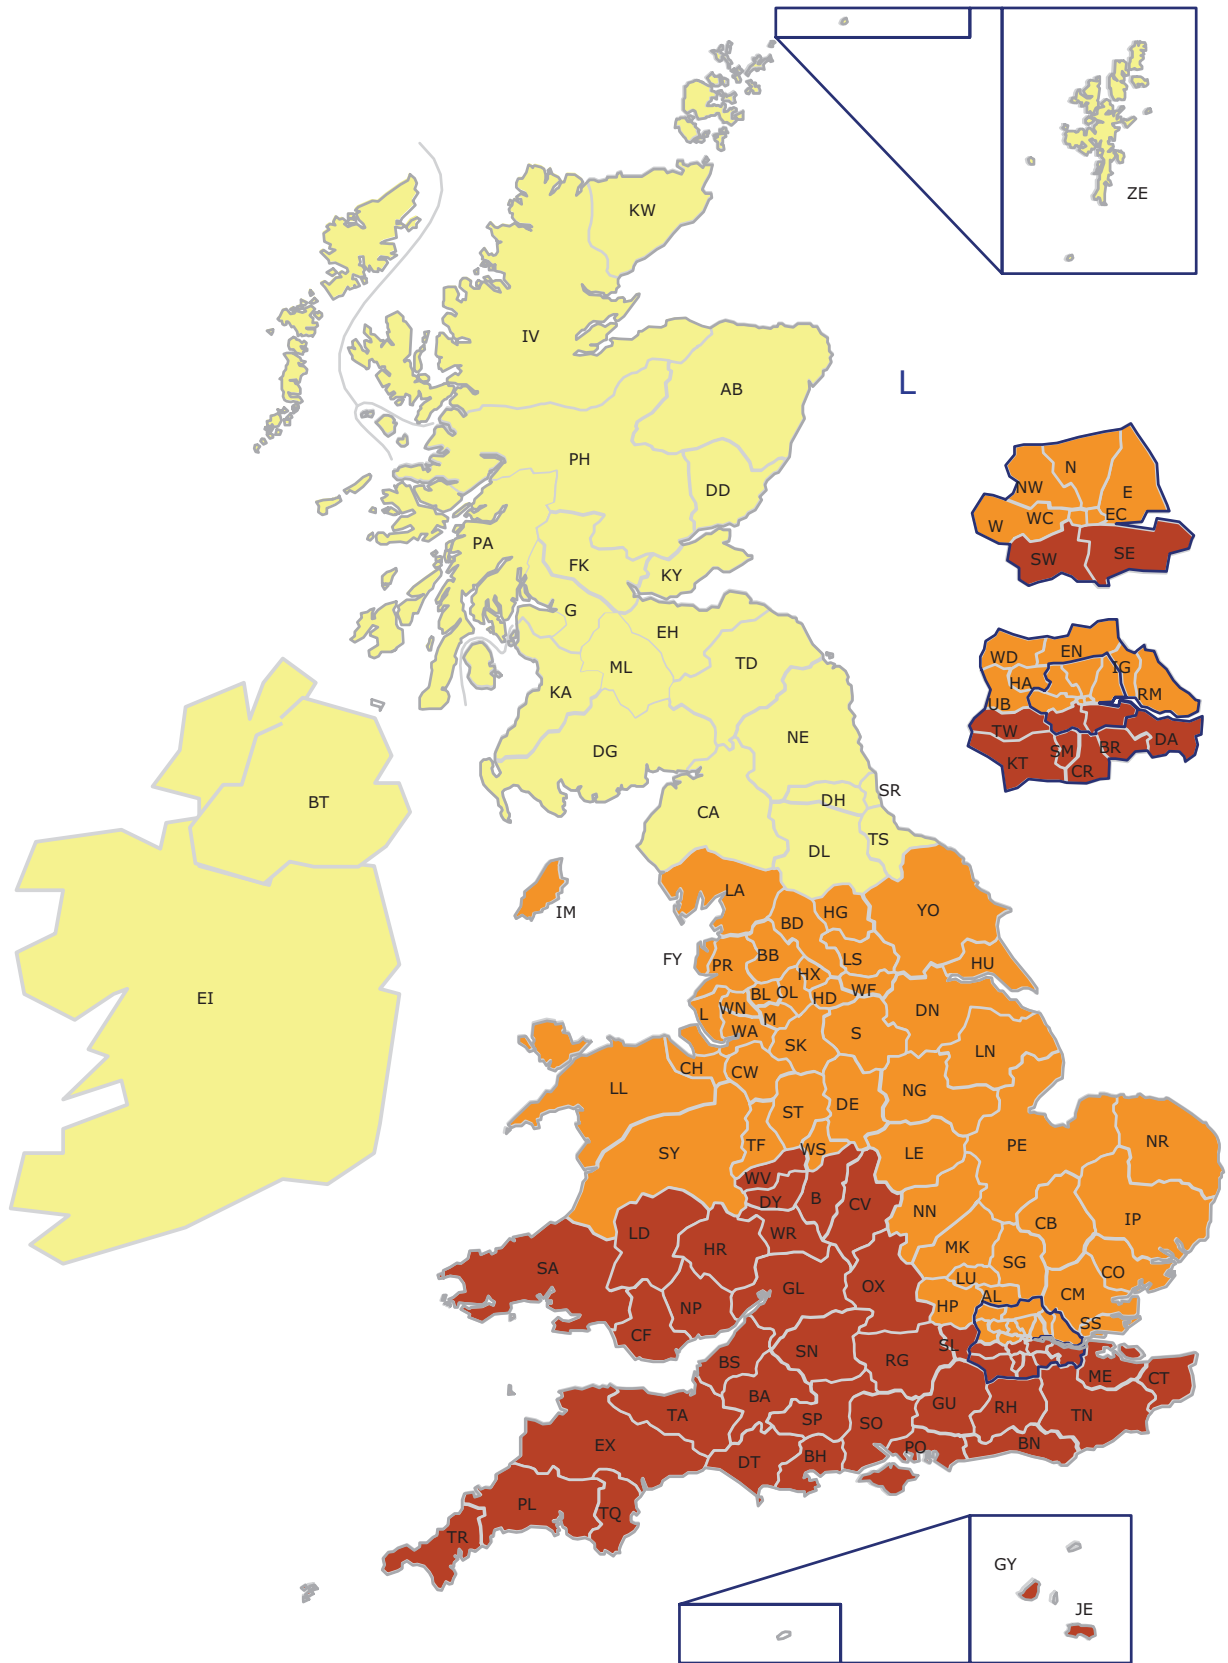 ZE
KW
IV
L
AB
PH
N
DD
NW
E
WC
EC
W
PA
SW
SE
FK
KY
G
EH
EN
WD
ML
TD
IG
HA
KA
RM
UB
TW
NE
DA
DG
SM
BR
KT
CR
SR
BT
DH
CA
TS
DL
LA
IM
HG
YO
BD
FY
BB
LS
PR
HU
HX
EI
BL
OL
HD
WF
WN
L
M
DN
WA
S
SK
LN
CH
CW
LL
NG
ST
DE
TF
WS
PE
NR
SY
LE
WV
DY
B
CV
NN
CB
IP
LD
WR
HR
MK
SG
SA
CO
LU
GL
OX
AL
CM
NP
HP
SS
CF
SL
SN
BS
RG
ME
CT
BA
GU
RH
TA
SP
SO
TN
EX
PO
BN
DT
BH
PL
TQ
TR
GY
JE